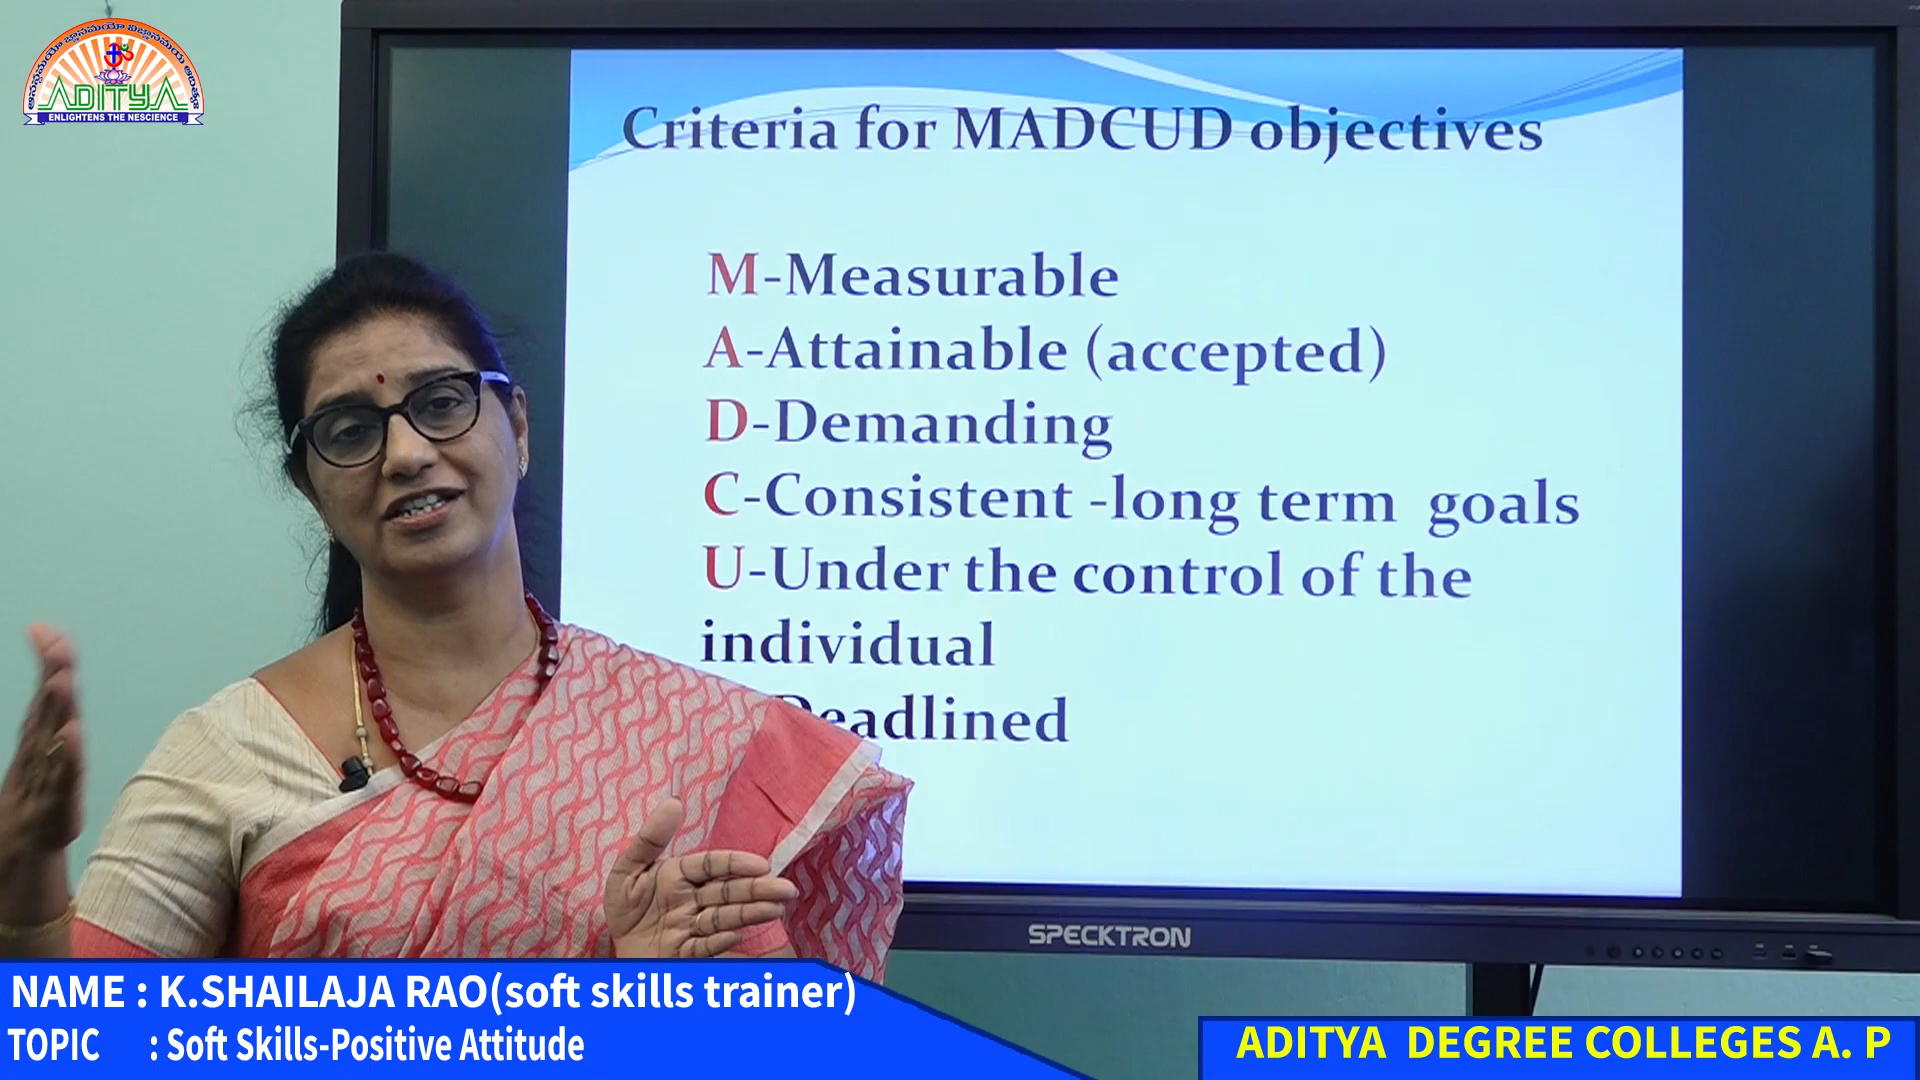 ADITYA
ENLIGHTENS THE NESCIENCE
Criteria for MADCUD objectives
M-Measurable
A-Attainable (accepted)
D-Demanding
C-Consistent -long term goals
U-Under the control of the
individual
Deadlined
SPECKTRON
NAME : K.SHAILAJA RAO(soft skills trainer)
TOPIC : Soft Skills-Positive Attitude
ADITYA DEGREE COLLEGES A. P